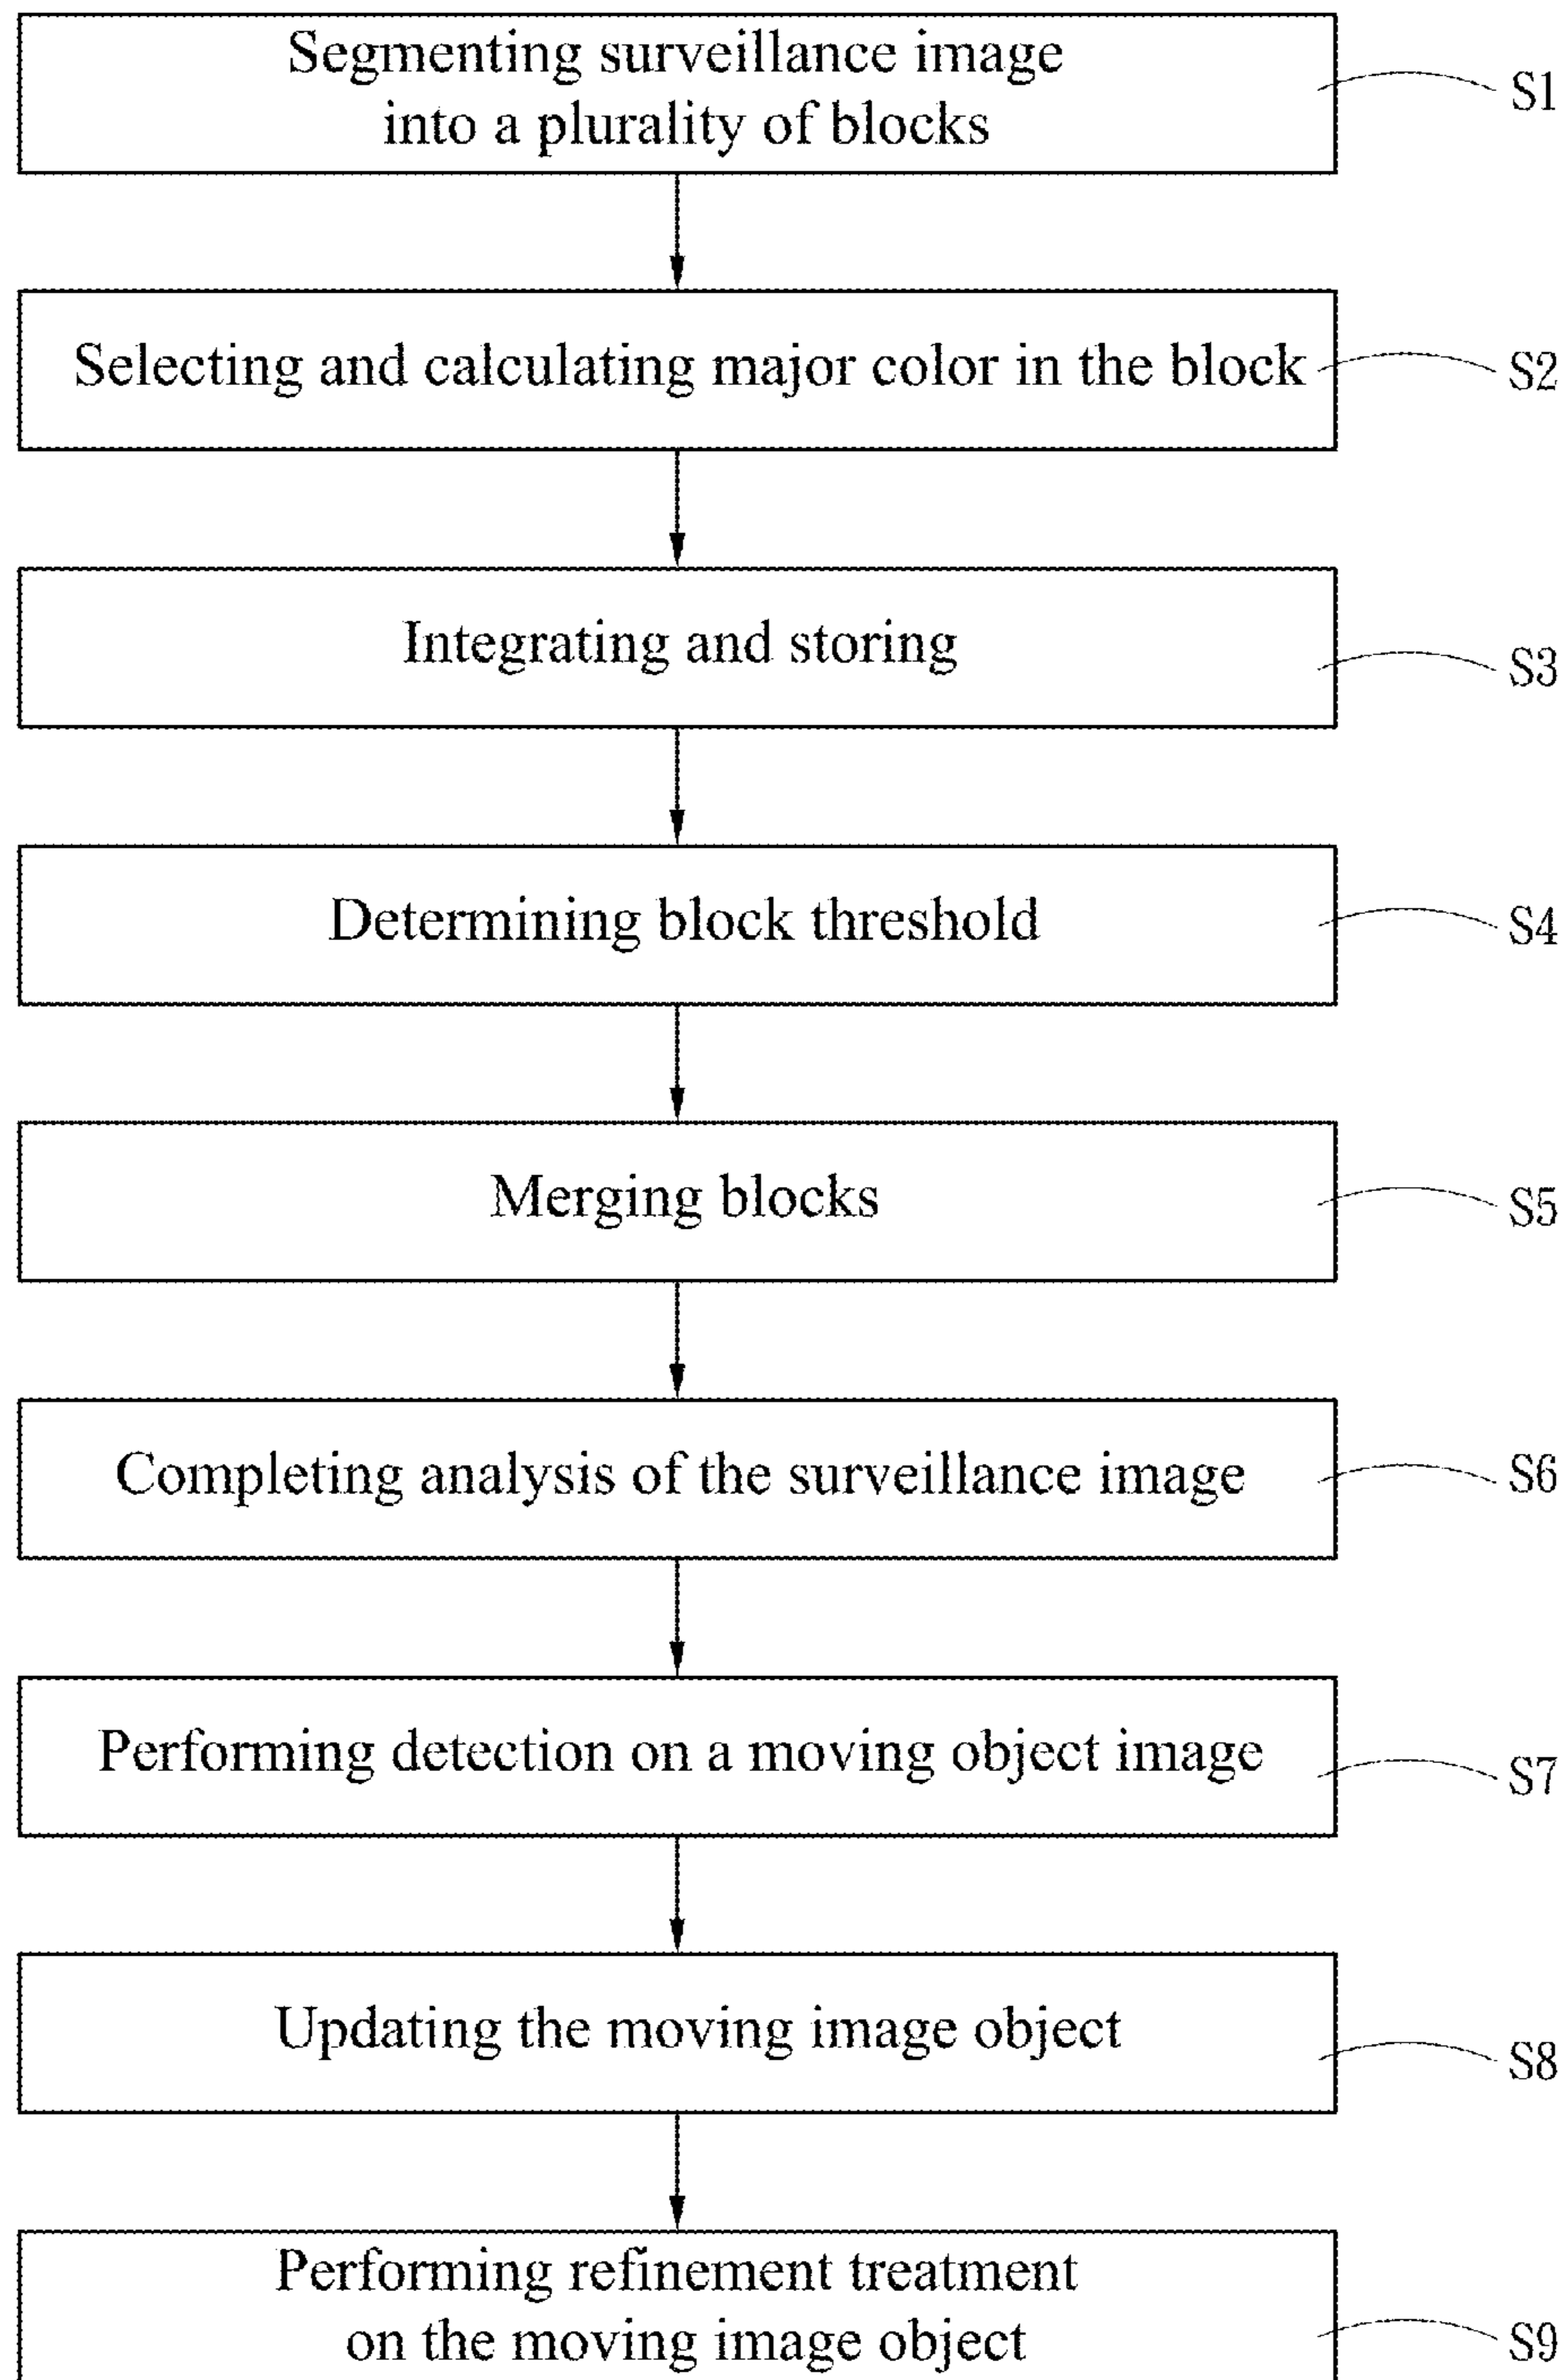 Segmenting surveillance image
into a plurality of blocks
S1
Selecting and calculating major color in the block
S2
Integrating and storing
S3
Determining block threshold
S4
Merging blocks
S5
Completing analysis of the surveillance image
S6
Performing detection on a moving object image
S7
Updating the moving image object
S8
Performing refinement treatment
on the moving image object
S9